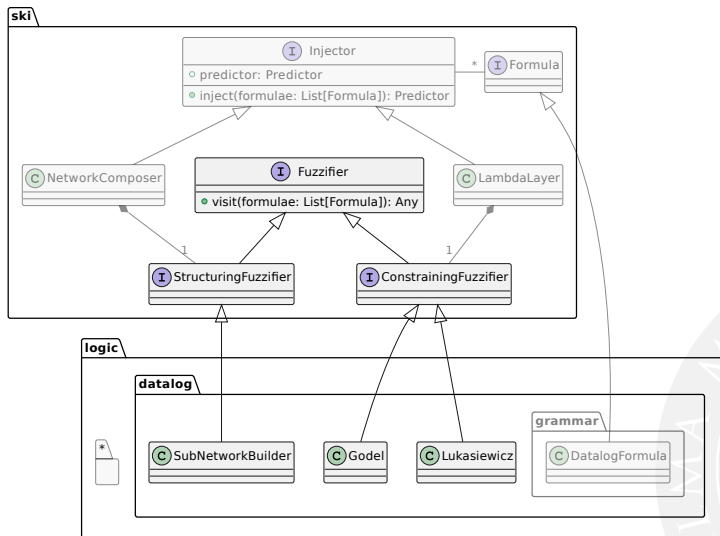 ski
I Injector
predictor: Predictor
inject(formulae: List[Formula]): Predictor
*
I Formula
C NetworkComposer
I Fuzzifier
visit(formulae: List[Formula]): Any
C LambdaLayer
1
1
I StructuringFuzzifier
I ConstrainingFuzzifier
logic
datalog
*
grammar
C SubNetworkBuilder
C Godel
C Lukasiewicz
C DatalogFormula